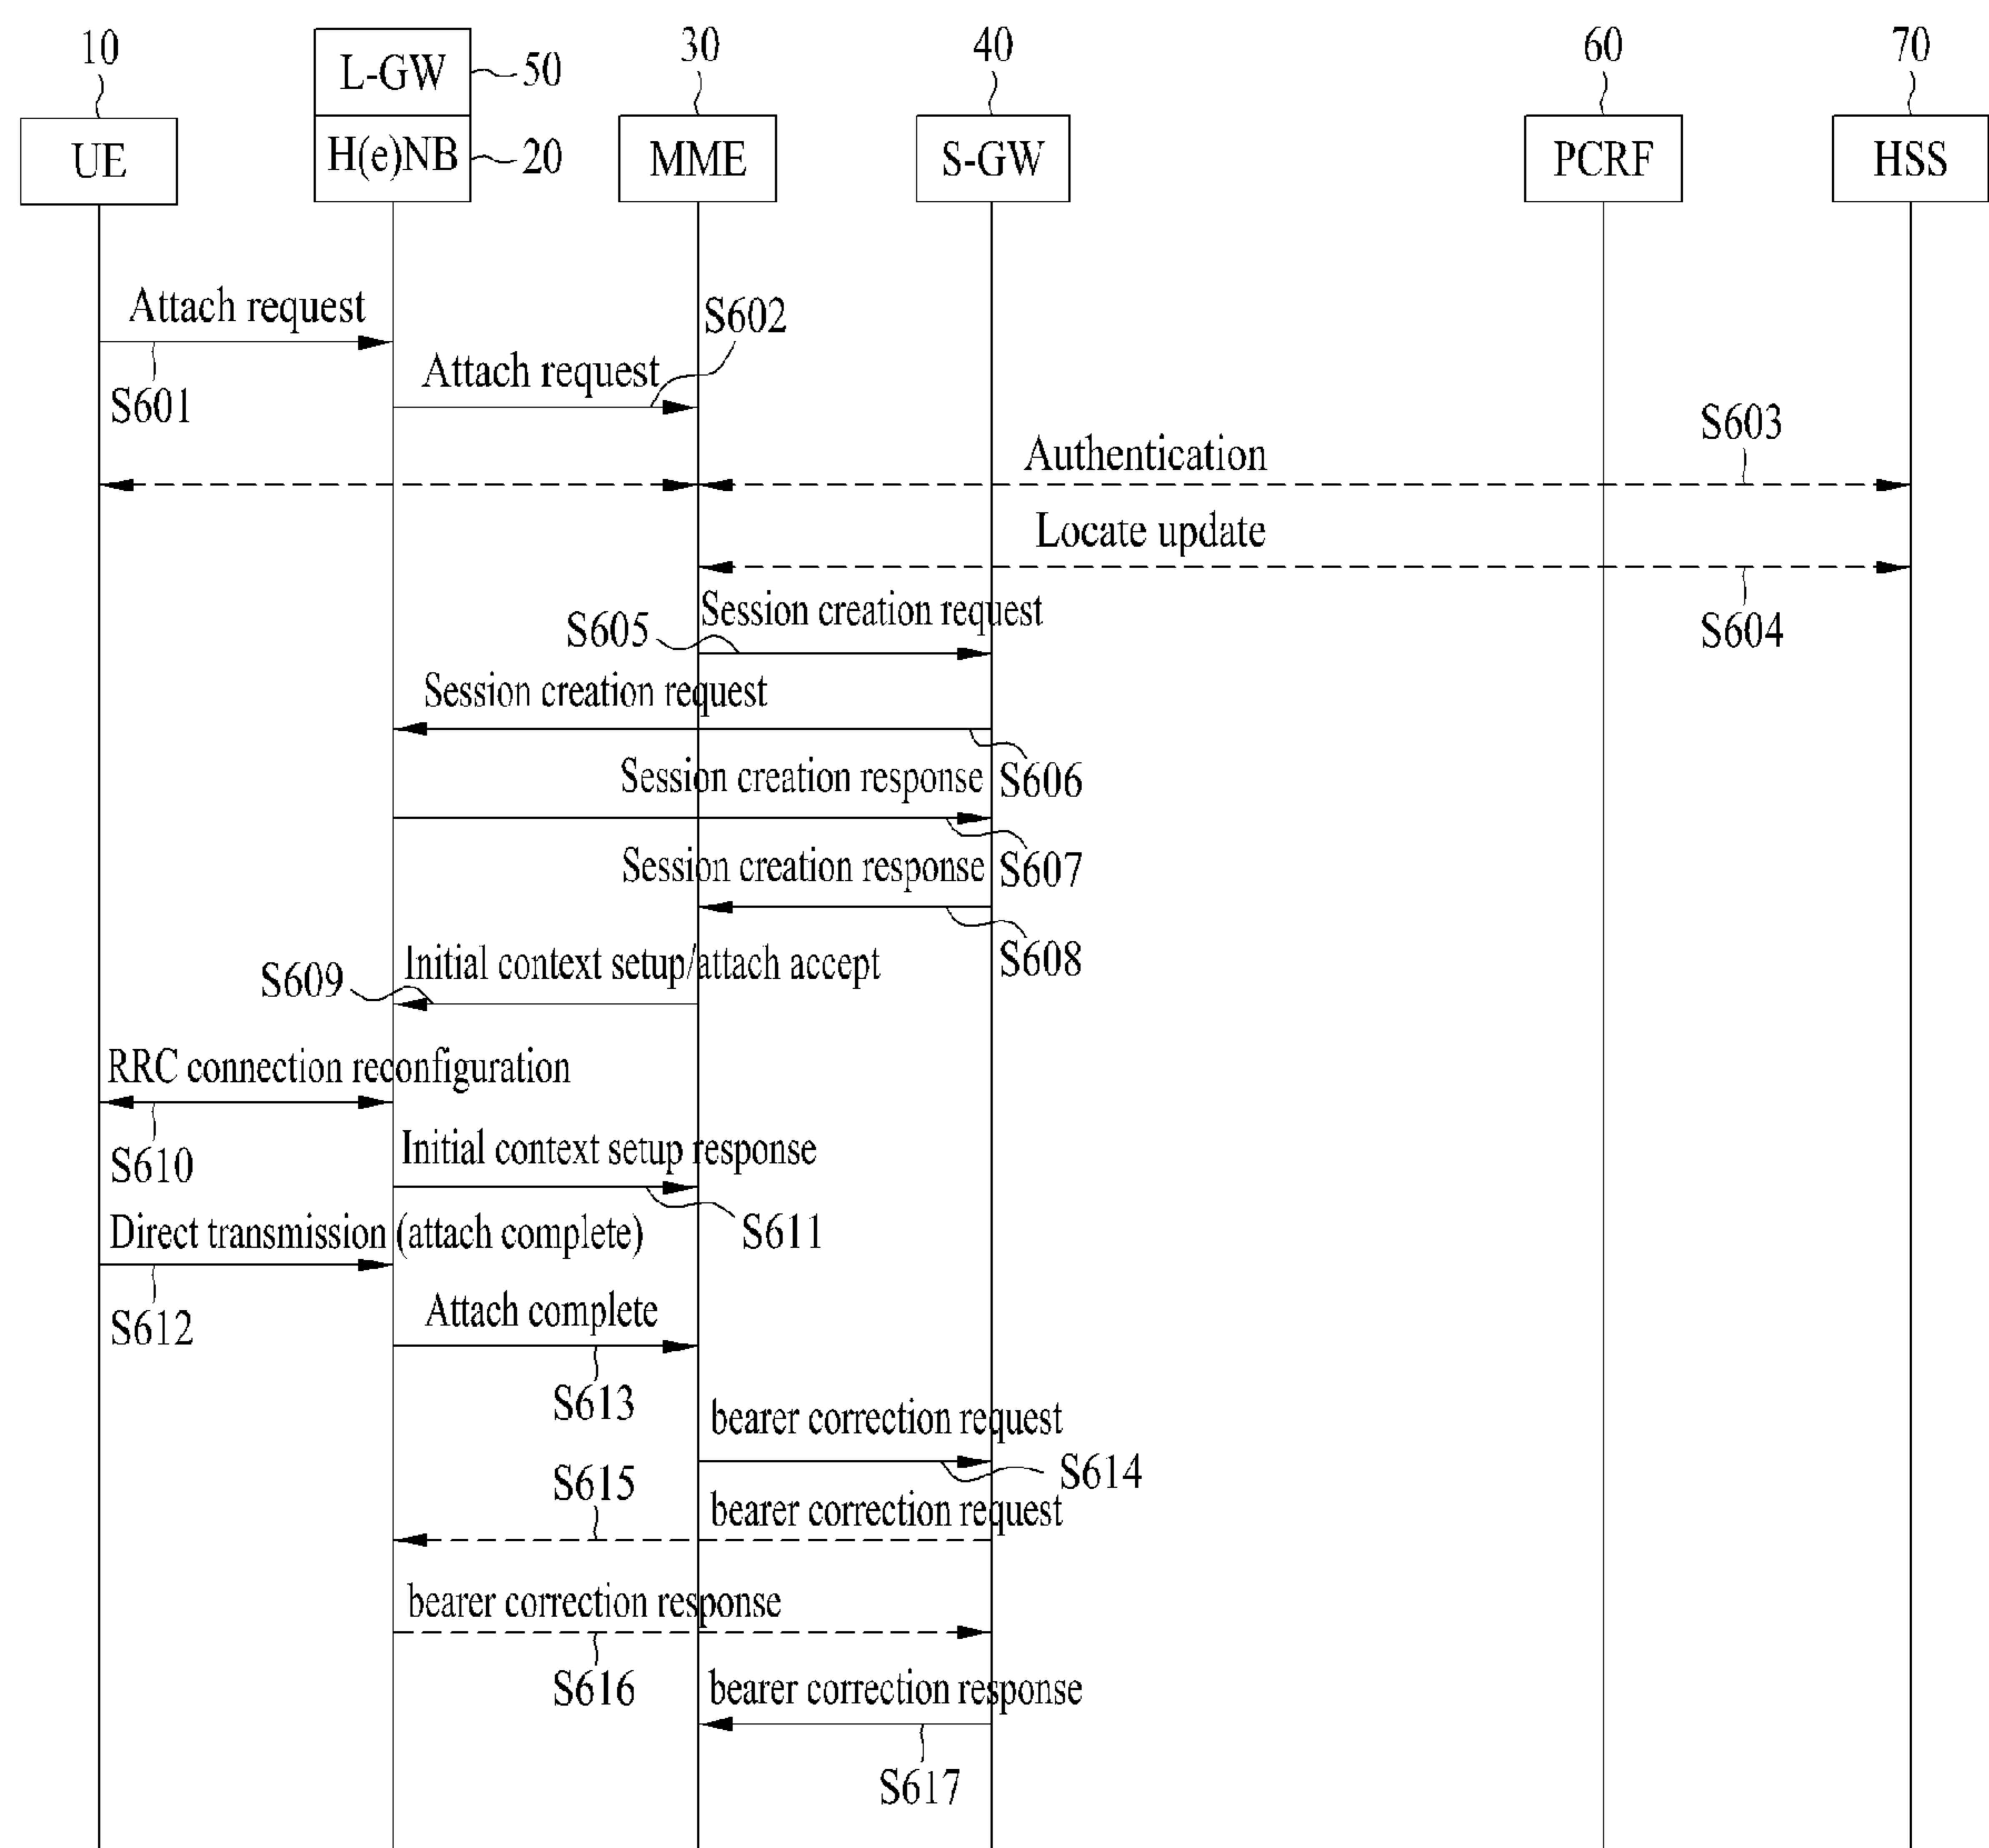 10
L-GW
50
30
40
60
70
UE
H(e)NB
20
MME
S-GW
PCRF
HSS
Attach request
S601
S602
Attach request
S603
Authentication
Locate update
S604
Session creation request
S605
Session creation request
S606
Session creation response
S607
Session creation response
S608
Initial context setup/attach accept
S609
RRC connection reconfiguration
S610
Initial context setup response
S611
Direct transmission (attach complete)
S612
Attach complete
S613
bearer correction request
S614
S615
bearer correction request
bearer correction response
S616
bearer correction response
S617